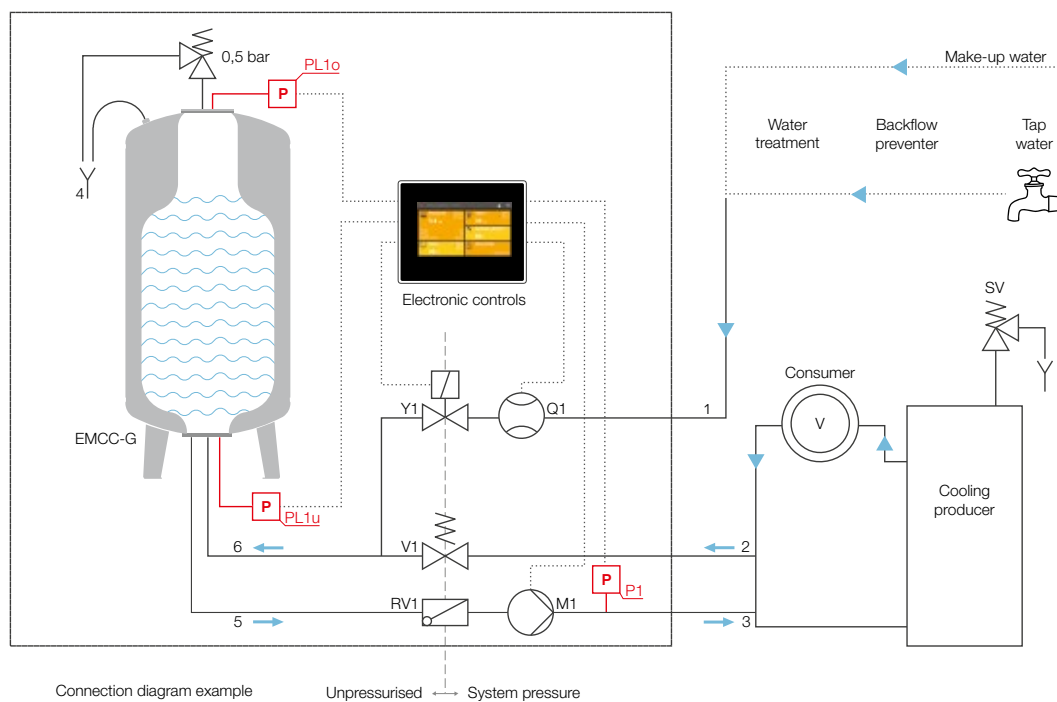 0,5 bar
PL1o
P
Make-up water
Water
treatment
Backflow
preventer
Tap
water
4
Electronic controls
SV
Y1
Q1
1
Consumer
V
EMCC-G
P
PL1u
Cooling
producer
6
V1
2
P
P1
RV1
M1
5
3
Connection diagram example
Unpressurised
System pressure